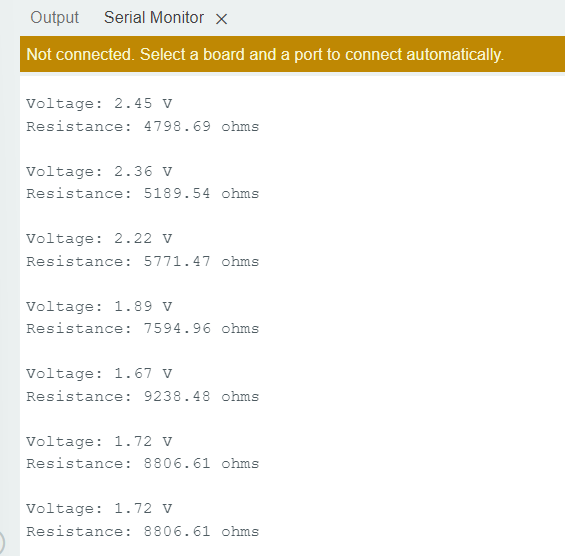 Output Serial Monitor
Not connected. Select a board and a port to connect automatically.
Voltage: 2.45 V
Resistance: 4798.69 ohms
Voltage: 2.36 V
Resistance: 5189.54 ohms
Voltage: 2.22 V
Resistance: 5771.47 ohms
Voltage: 1.89 V
Resistance: 7594.96 ohms
Voltage: 1.67 V
Resistance: 9238.48 ohms
Voltage: 1.72 V
Resistance: 8806.61 ohms
Voltage: 1.72 V
Resistance: 8806.61 ohms